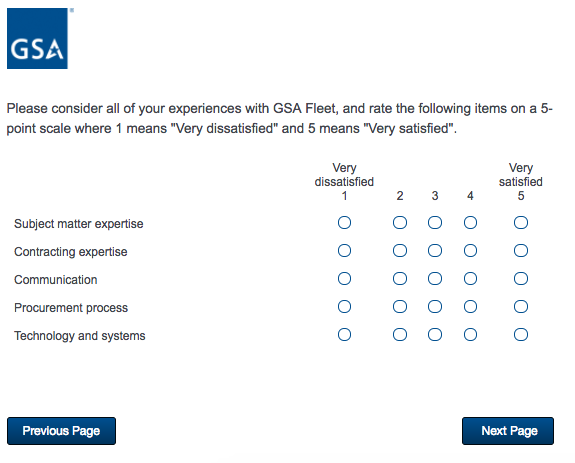 GSA
Please consider all of your experiences with GSA Fleet, and rate the following items on a 5-
point scale where 1 means "Very dissatisfied" and 5 means "Very satisfied".
Very dissatisfied 1 2 3 4 Very satisfied 5
Subject matter expertise
Contracting expertise
Communication
Procurement process
Technology and systems
Previous Page Next Page